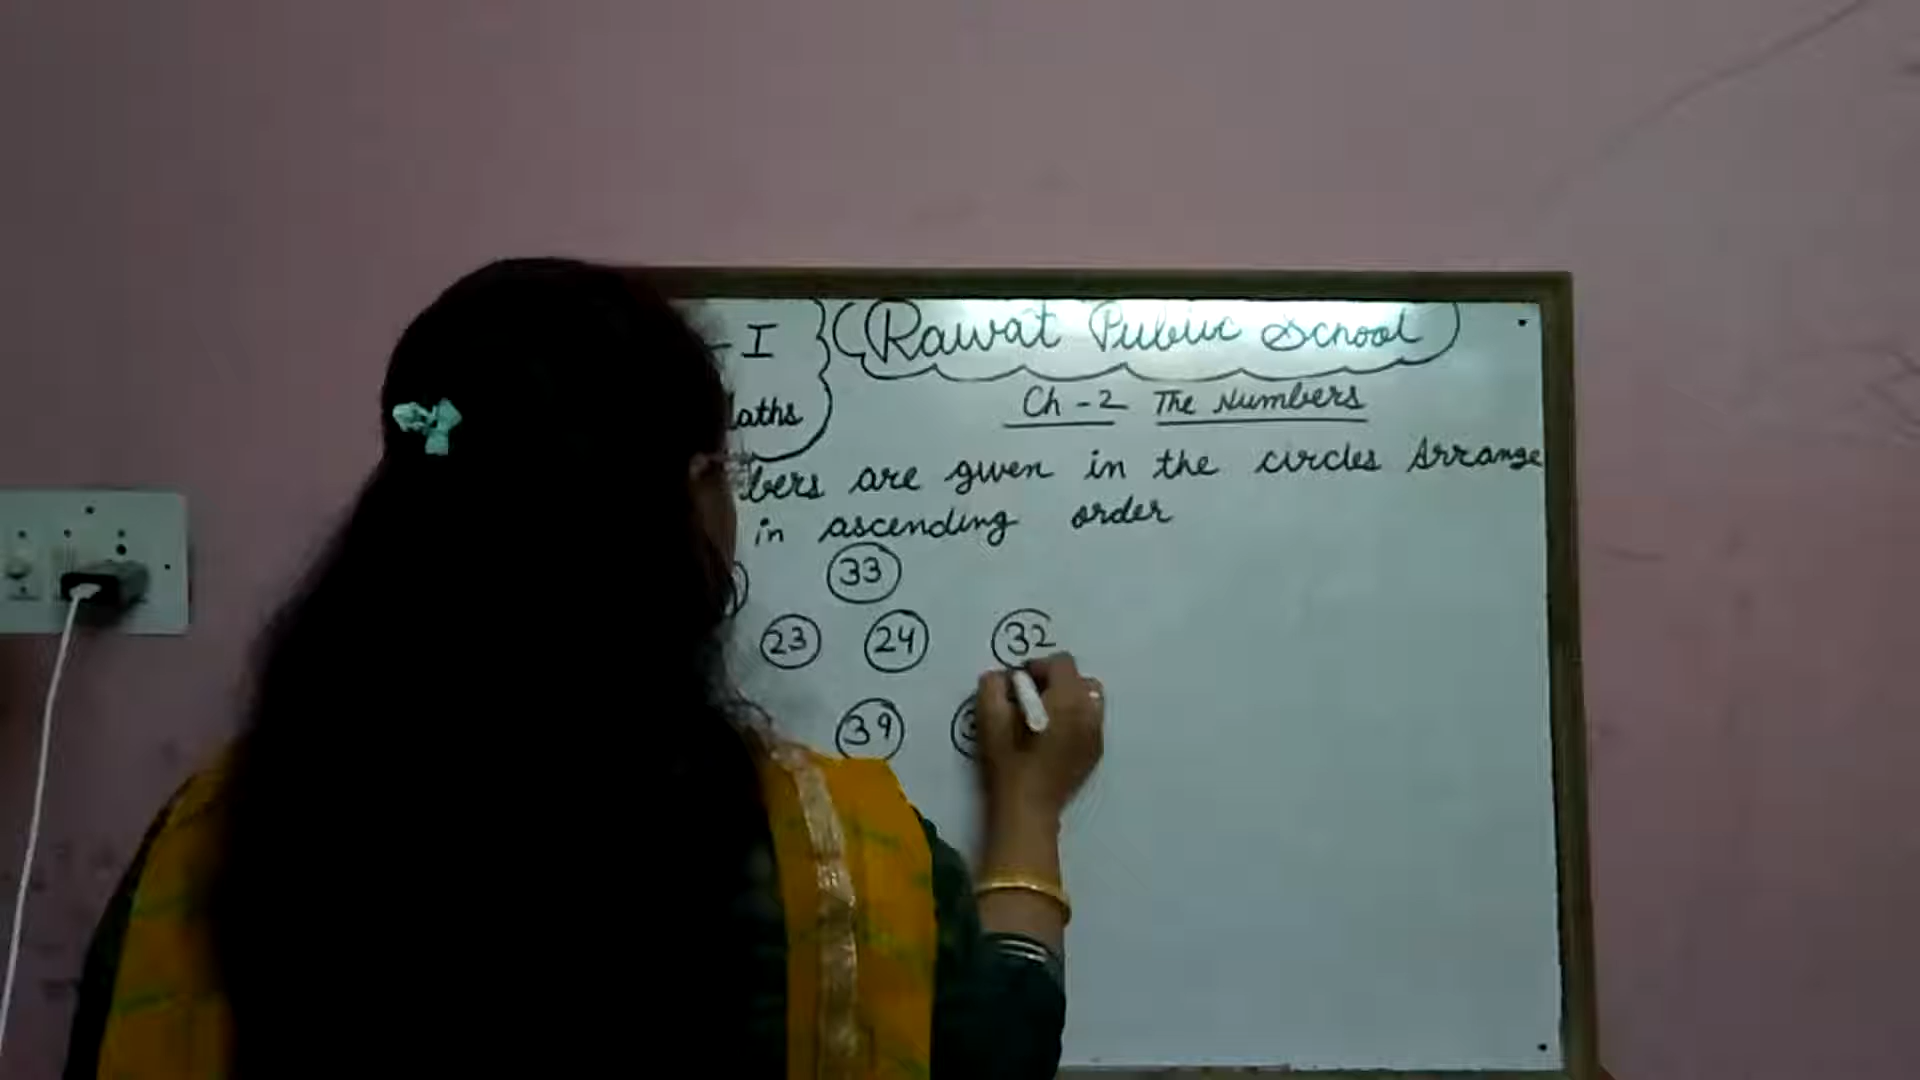 - I
Rawat Public School
aths
Ch - 2 The Numbers
bers are given in the circles Arrange
in ascending order
33
23 24 32
39 3